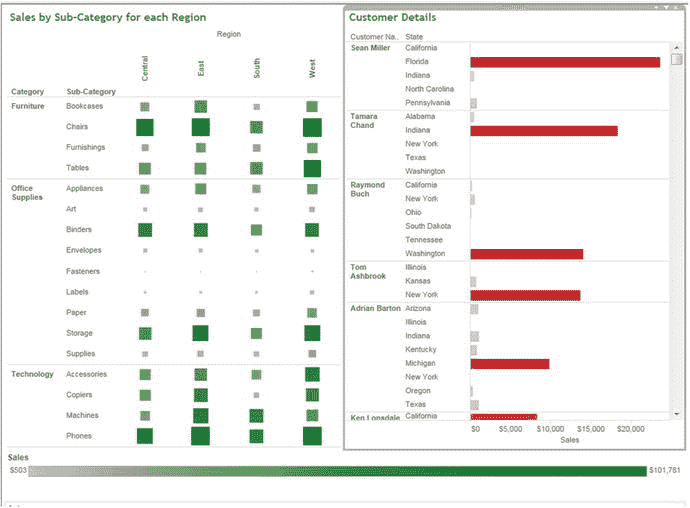 Sales by Sub-Category for each Region
Region
Category Sub-Category Central East South West
Furniture Bookcases
Chairs
Furnishings
Tables
Office Supplies Appliances
Art
Binders
Envelopes
Fasteners
Labels
Paper
Storage
Supplies
Technology Accessories
Copiers
Machines
Phones
Sales
$503 $101,781
Customer Details
Customer Na.. State
Sean Miller California
Florida
Indiana
North Carolina
Pennsylvania
Tamara Chand Alabama
Indiana
New York
Texas
Washington
Raymond Buch California
New York
Ohio
South Dakota
Tennessee
Washington
Tom Ashbrook Illinois
Kansas
New York
Adrian Barton Arizona
Illinois
Indiana
Kentucky
Michigan
New York
Oregon
Texas
Ken Lonsdale California
$0 $5,000 $10,000 $15,000 $20,000
Sales